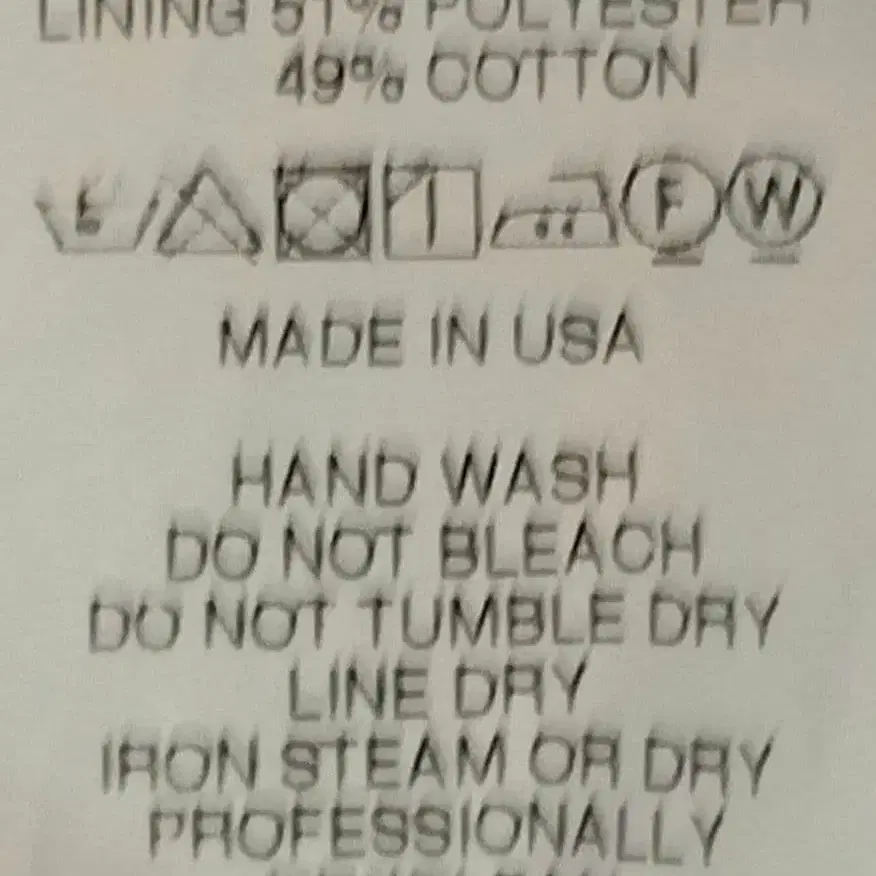 LINING 51% POLYESTER
49% COTTON
F W
MADE IN USA
HAND WASH
DO NOT BLEACH
DO NOT TUMBLE DRY
LINE DRY
IRON STEAM OR DRY
PROFESSIONALLY